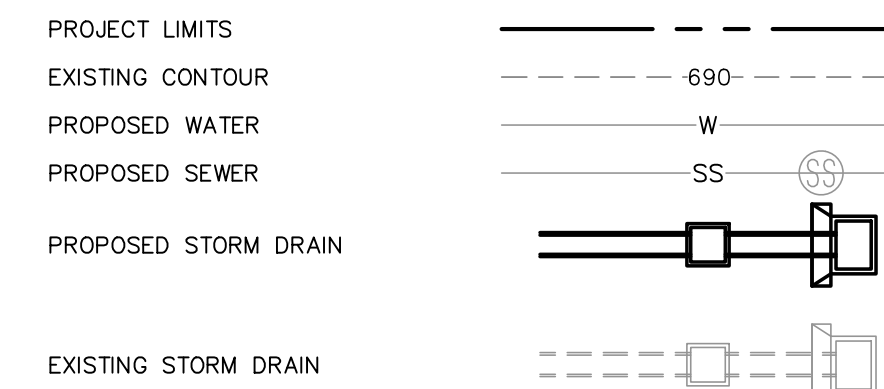 PROJECT LIMITS
EXISTING CONTOUR 690
PROPOSED WATER W
PROPOSED SEWER SS SS
PROPOSED STORM DRAIN
EXISTING STORM DRAIN